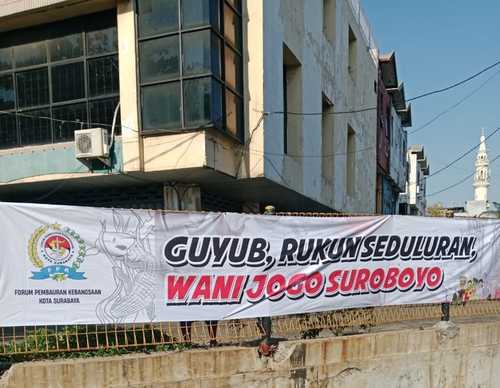 GUYUB, RUKUN SEDULURAN,
WANI JOGO SUROBOYO
FORUM PEMBAURAN KEBANGSAAN
KOTA SURABAYA